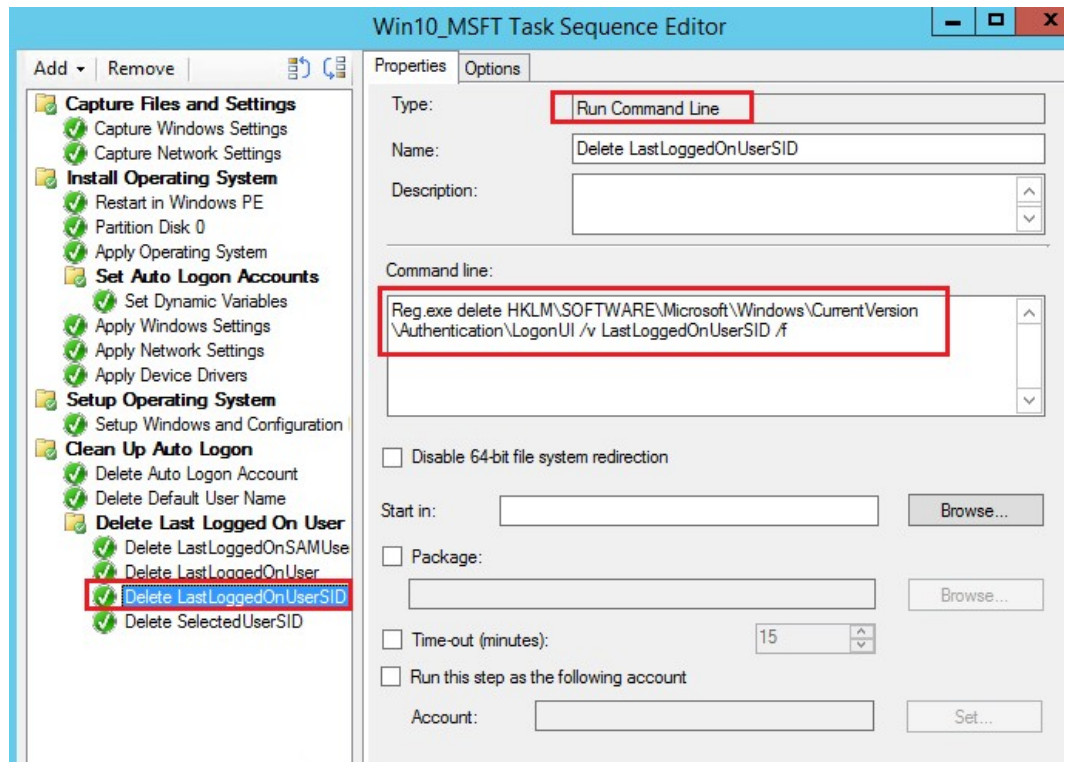 Win10_MSFT Task Sequence Editor
Add
Remove
Capture Files and Settings
Capture Windows Settings
Capture Network Settings
Install Operating System
Restart in Windows PE
Partition Disk 0
Apply Operating System
Set Auto Logon Accounts
Set Dynamic Variables
Apply Windows Settings
Apply Network Settings
Apply Device Drivers
Setup Operating System
Setup Windows and Configuration
Clean Up Auto Logon
Delete Auto Logon Account
Delete Default User Name
Delete Last Logged On User
Delete LastLoggedOnSAMUse
Delete LastLoggedOnUser
Delete LastLoggedOnUserSID
Delete SelectedUserSID
Properties
Options
Type:
Run Command Line
Name:
Delete LastLoggedOnUserSID
Description:
Command line:
Reg.exe delete HKLM\SOFTWARE\Microsoft\Windows\CurrentVersion
\Authentication\LogonUI /v LastLoggedOnUserSID /f
Disable 64-bit file system redirection
Start in:
Browse...
Package:
Browse...
Time-out (minutes):
15
Run this step as the following account
Account:
Set...